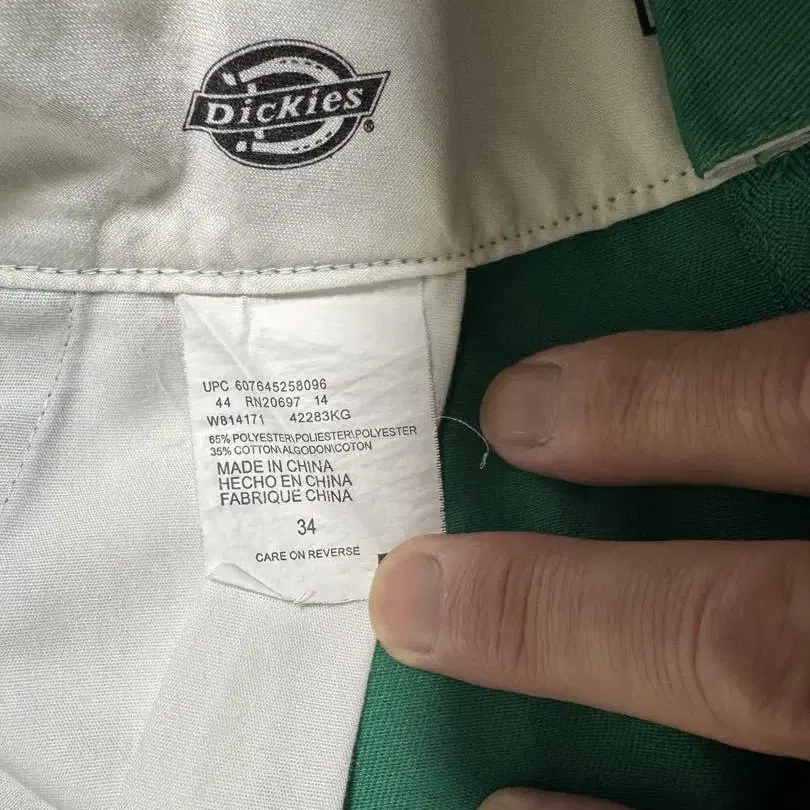 Dickies®
UPC 607645258096
44 RN20697 14
W814171 42283KG
65% POLYESTER\POLIESTER\POLYESTER
35% COTTON\ALGODON\COTON
MADE IN CHINA
HECHO EN CHINA
FABRIQUE CHINA
34
CARE ON REVERSE